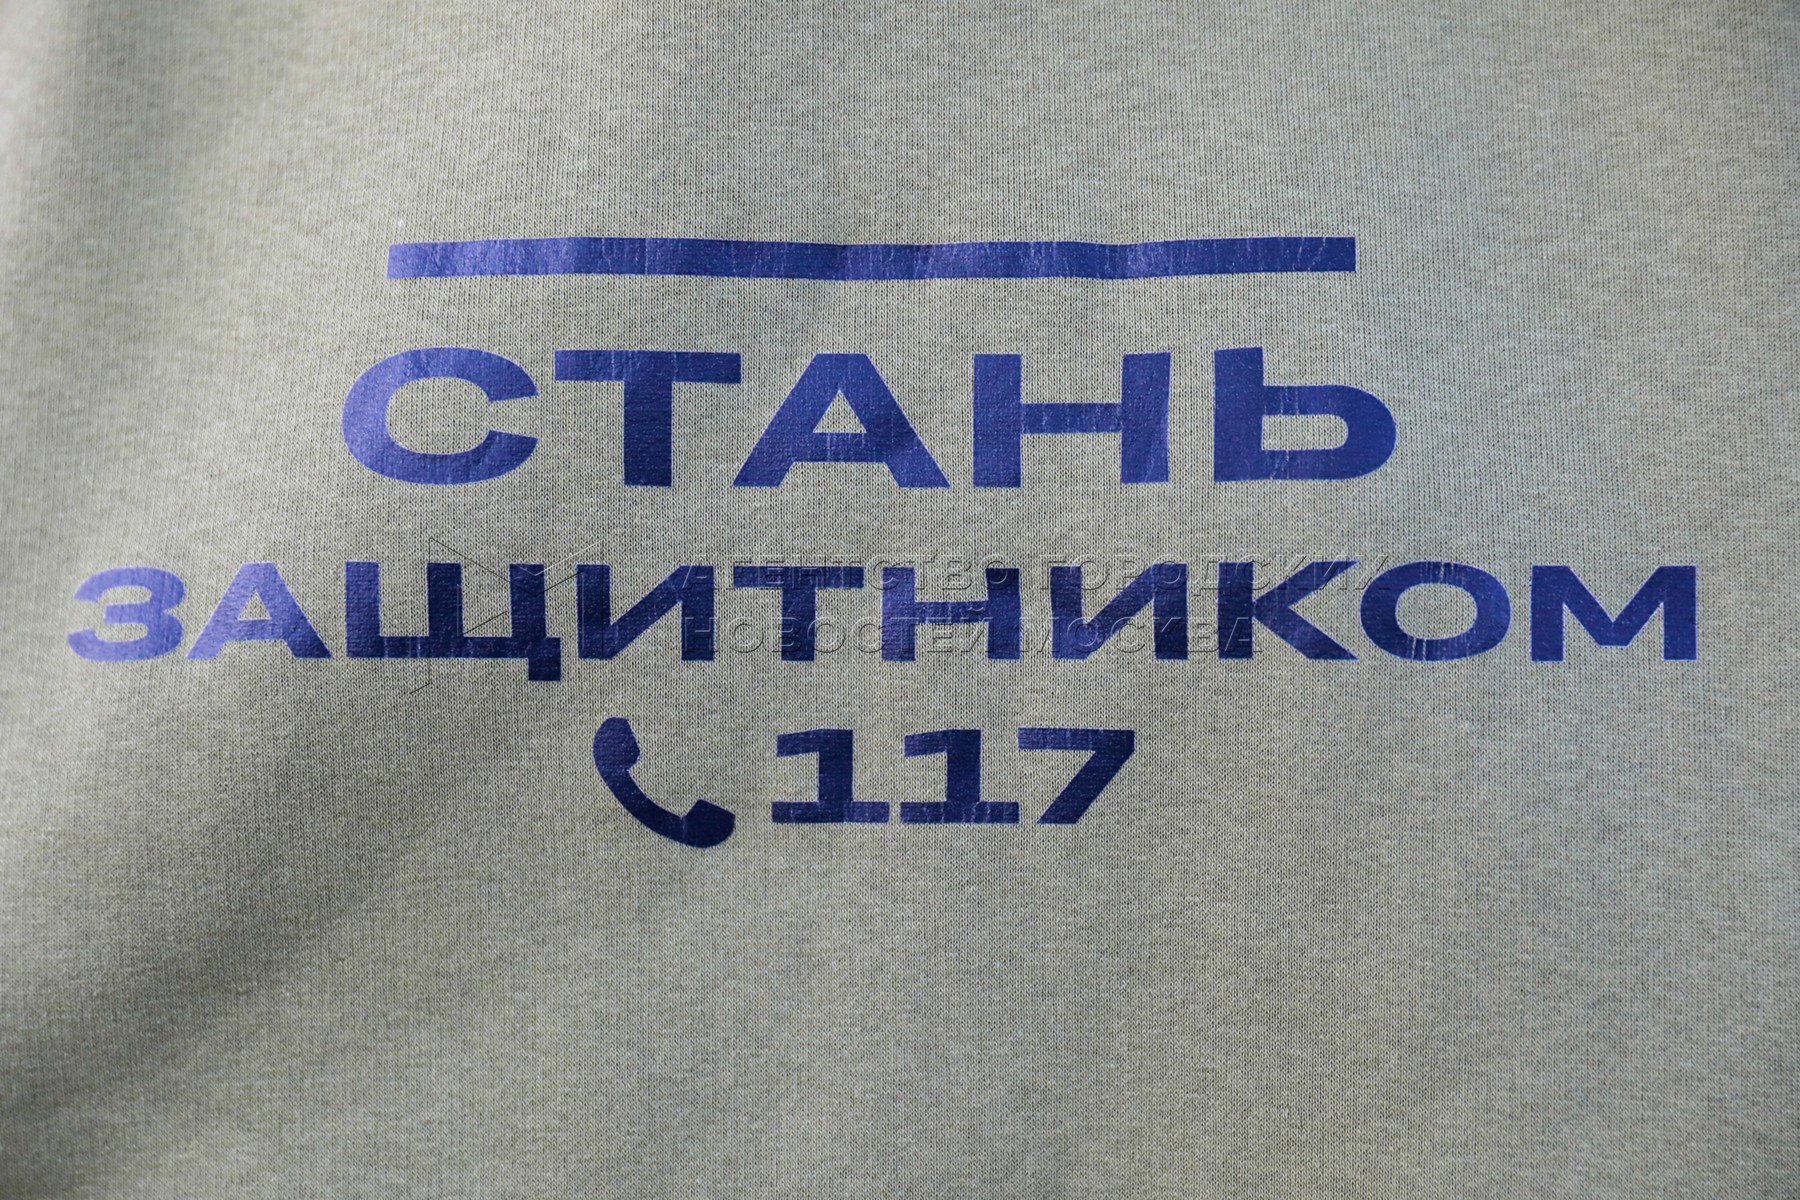 СТАНЬ
ЗАЩИТНИКОМ
117
АГЕНТСТВО ГОРОДСКИХ
НОВОСТЕЙ МОСКВА